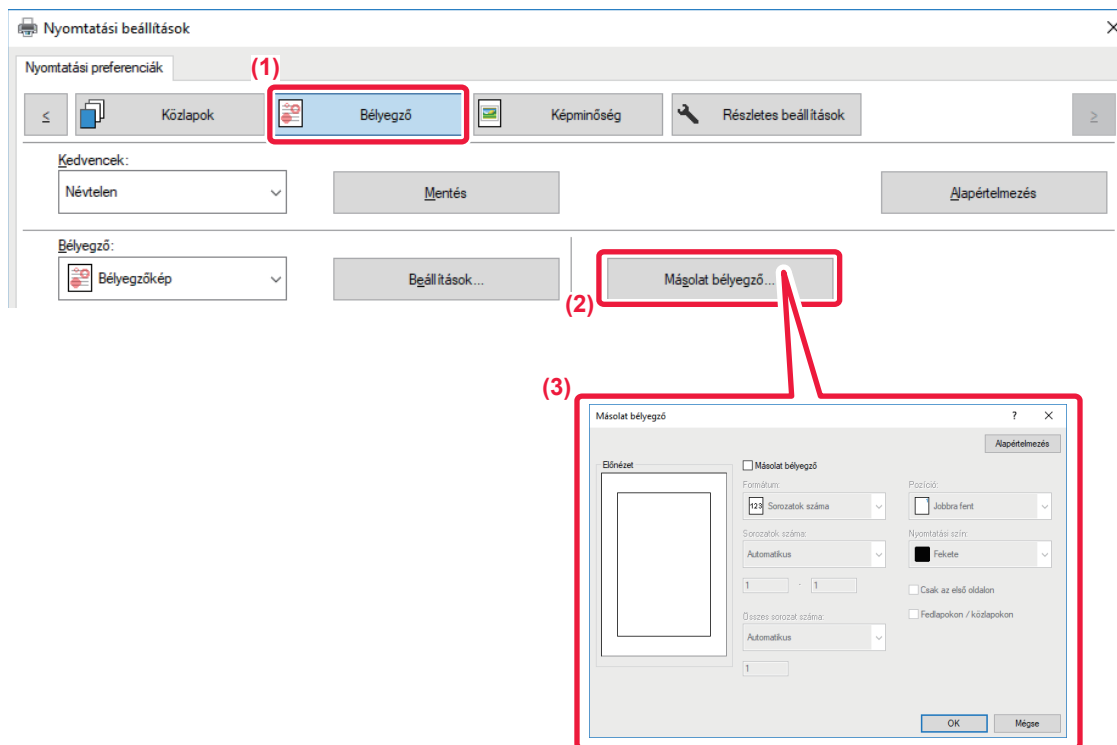 Nyomtatási beállítások
Nyomtatási preferenciák
(1)
< Közlapok Bélyegző Képminőség Részletes beállítások >
Kedvencek:
Névtelen Mentés Alapértelmezés
Bélyegző:
Bélyegzőkép Beállítások... Másolat bélyegző...
(2)
(3)
Másolat bélyegző ? X
Alapértelmezés
Előnézet Másolat bélyegző
Formátum: Pozíció:
123 Sorozatok száma 1 Jobbra fent
Sorozatok száma: Nyomtatási szín:
Automatikus Fekete
1 - 1 Csak az első oldalon
Összes sorozat száma: Fedlapokon / közlapokon
Automatikus
1
OK Mégse